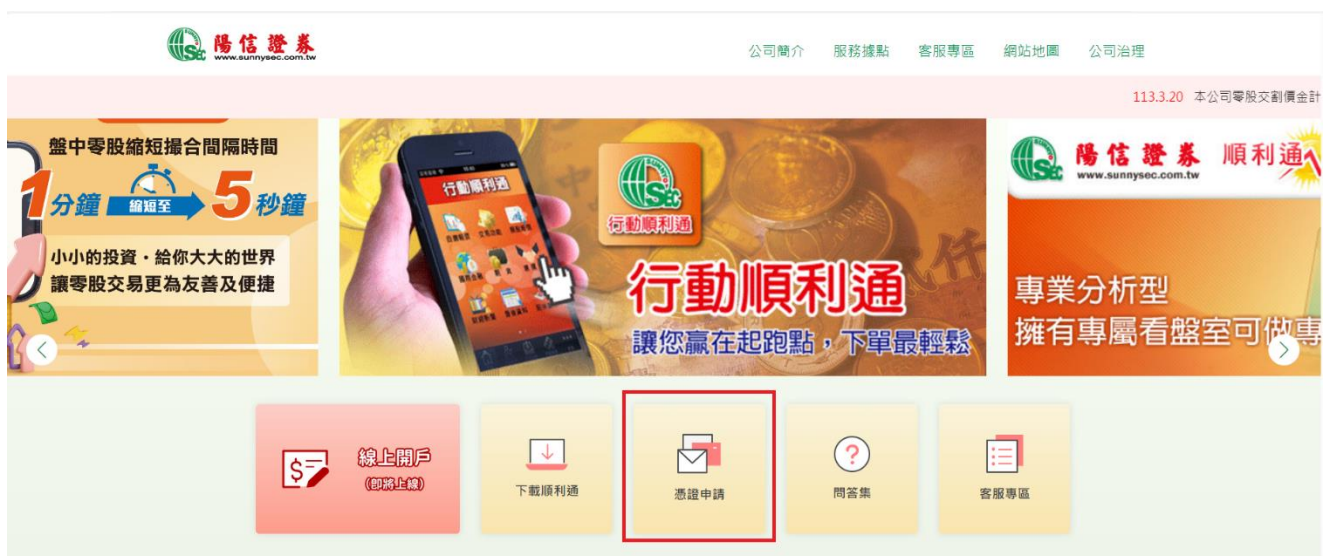 陽信證券
www.sunnysec.com.tw
公司簡介 服務據點 客服專區 網站地圖 公司治理
113.3.20 本公司零股交割價金計
盤中零股縮短撮合間隔時間
1分鐘 縮短至 5秒鐘
小小的投資・給你大大的世界
讓零股交易更為友善及便捷
行動順利通
SEC
行動順利通
行動順利通
讓您贏在起跑點,下單最輕鬆
陽信證券 順利通
www.sunnysec.com.tw
專業分析型
擁有專屬看盤室可做專
線上開戶
(即將上線)
下載順利通
憑證申請
問答集
客服專區